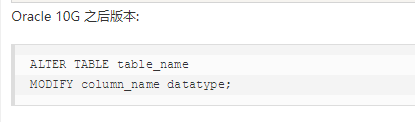 Oracle 10G 之后版本:
ALTER TABLE table_name
MODIFY column_name datatype;